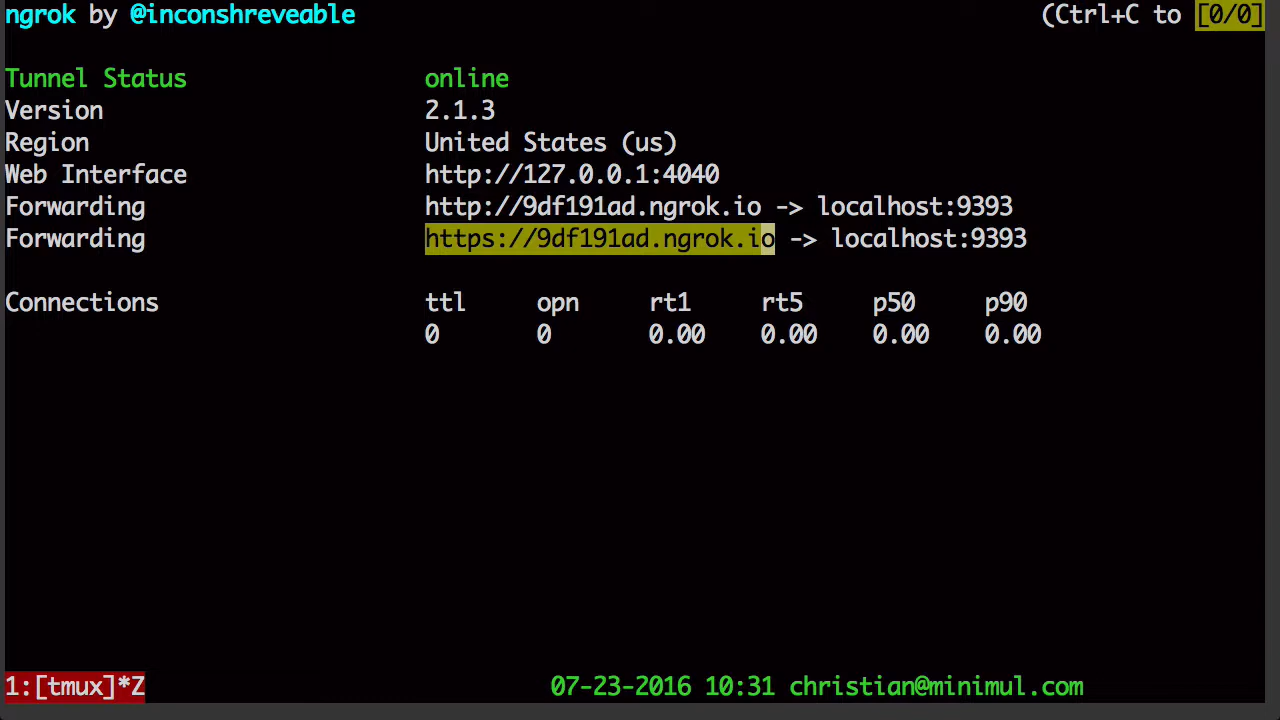 ngrok by @inconshreveable (Ctrl+C to [0/0]
Tunnel Status online
Version 2.1.3
Region United States (us)
Web Interface http://127.0.0.1:4040
Forwarding http://9df191ad.ngrok.io -> localhost:9393
Forwarding https://9df191ad.ngrok.io -> localhost:9393
Connections ttl opn rt1 rt5 p50 p90
0 0 0.00 0.00 0.00 0.00
1:[tmux]*Z 07-23-2016 10:31 christian@minimul.com